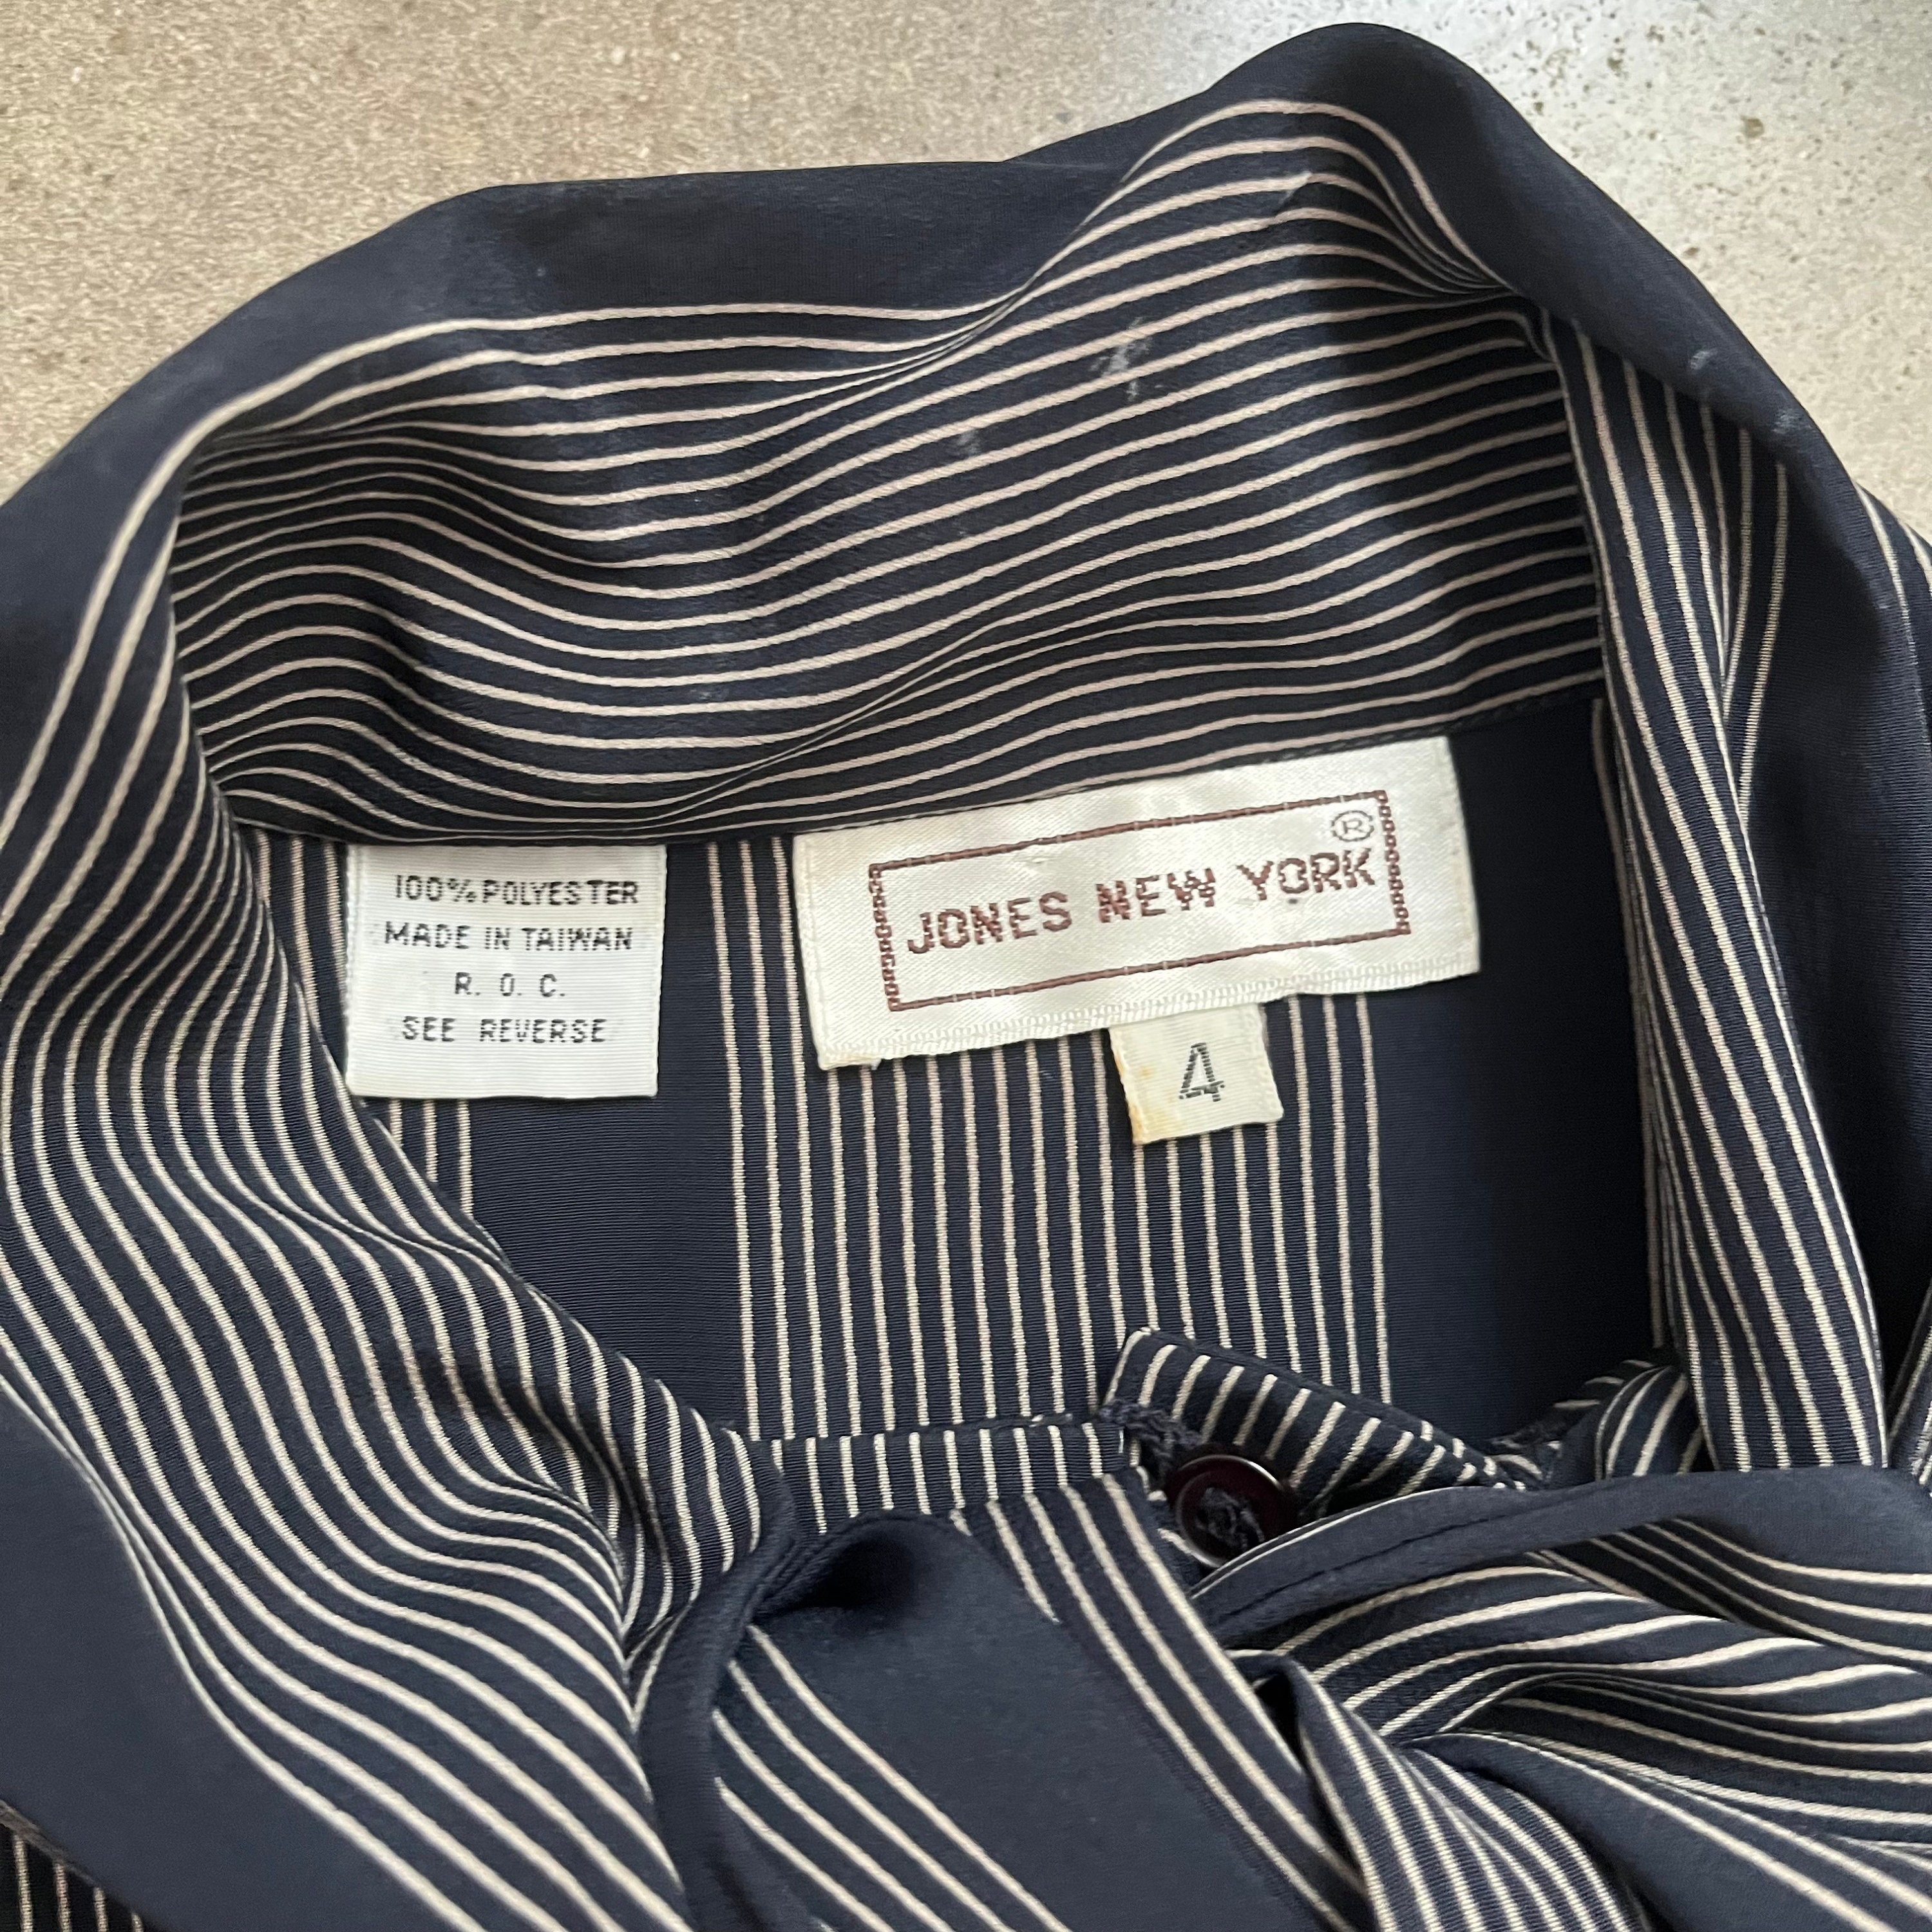 100% POLYESTER
MADE IN TAIWAN
R. O. C.
SEE REVERSE
JONES NEW YORK ®
4